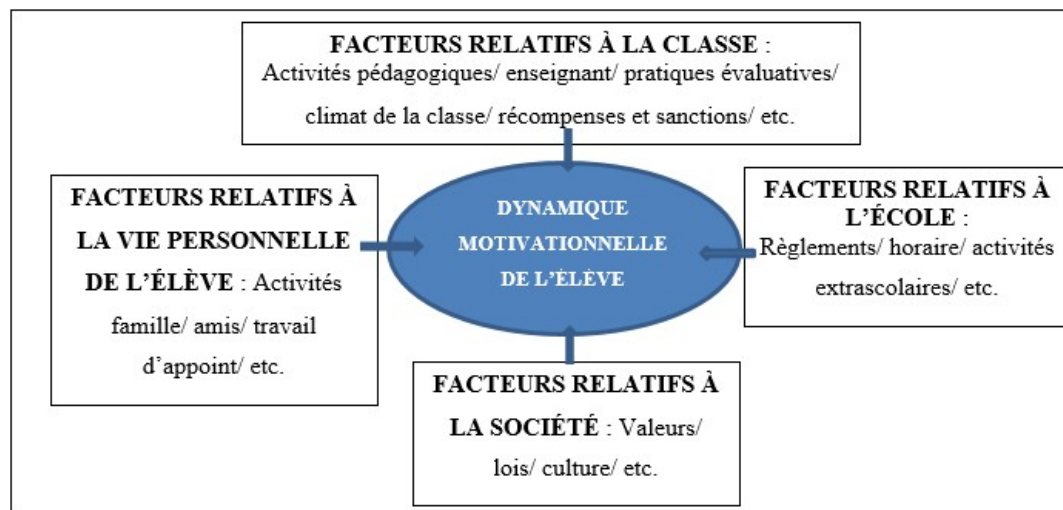 FACTEURS RELATIFS À LA CLASSE :
Activités pédagogiques/ enseignant/ pratiques évaluatives/
climat de la classe/ récompenses et sanctions/ etc.
FACTEURS RELATIFS À
LA VIE PERSONNELLE
DE L’ÉLÈVE : Activités
famille/ amis/ travail
d’appoint/ etc.
DYNAMIQUE
MOTIVATIONNELLE
DE L’ÉLÈVE
FACTEURS RELATIFS À
L’ÉCOLE :
Règlements/ horaire/ activités
extrascolaires/ etc.
FACTEURS RELATIFS À
LA SOCIÉTÉ : Valeurs/
lois/ culture/ etc.